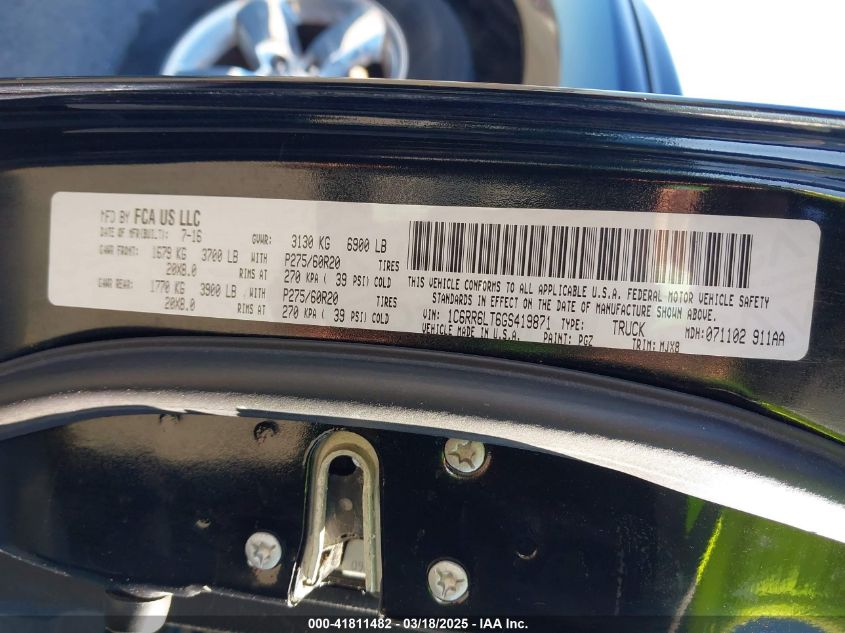 MFD BY FCA US LLC
DATE OF MFR(BUILT): 7-16 GVWR: 3130 KG 6900 LB
GAWR FRONT: 1679 KG 3700 LB WITH P275/60R20 TIRES
20X8.0 RIMS AT 270 KPA ( 39 PSI) COLD
GAWR REAR: 1770 KG 3900 LB WITH P275/60R20 TIRES
20X8.0 RIMS AT 270 KPA ( 39 PSI) COLD
THIS VEHICLE CONFORMS TO ALL APPLICABLE U.S.A. FEDERAL MOTOR VEHICLE SAFETY
STANDARDS IN EFFECT ON THE DATE OF MANUFACTURE SHOWN ABOVE.
VIN: 1C6RR6LT6GS419871 TYPE: TRUCK MDH: 071102 911AA
VEHICLE MADE IN U.S.A. PAINT: PGZ TRIM: MJX8
09
000-41811482 - 03/18/2025 - IAA Inc.